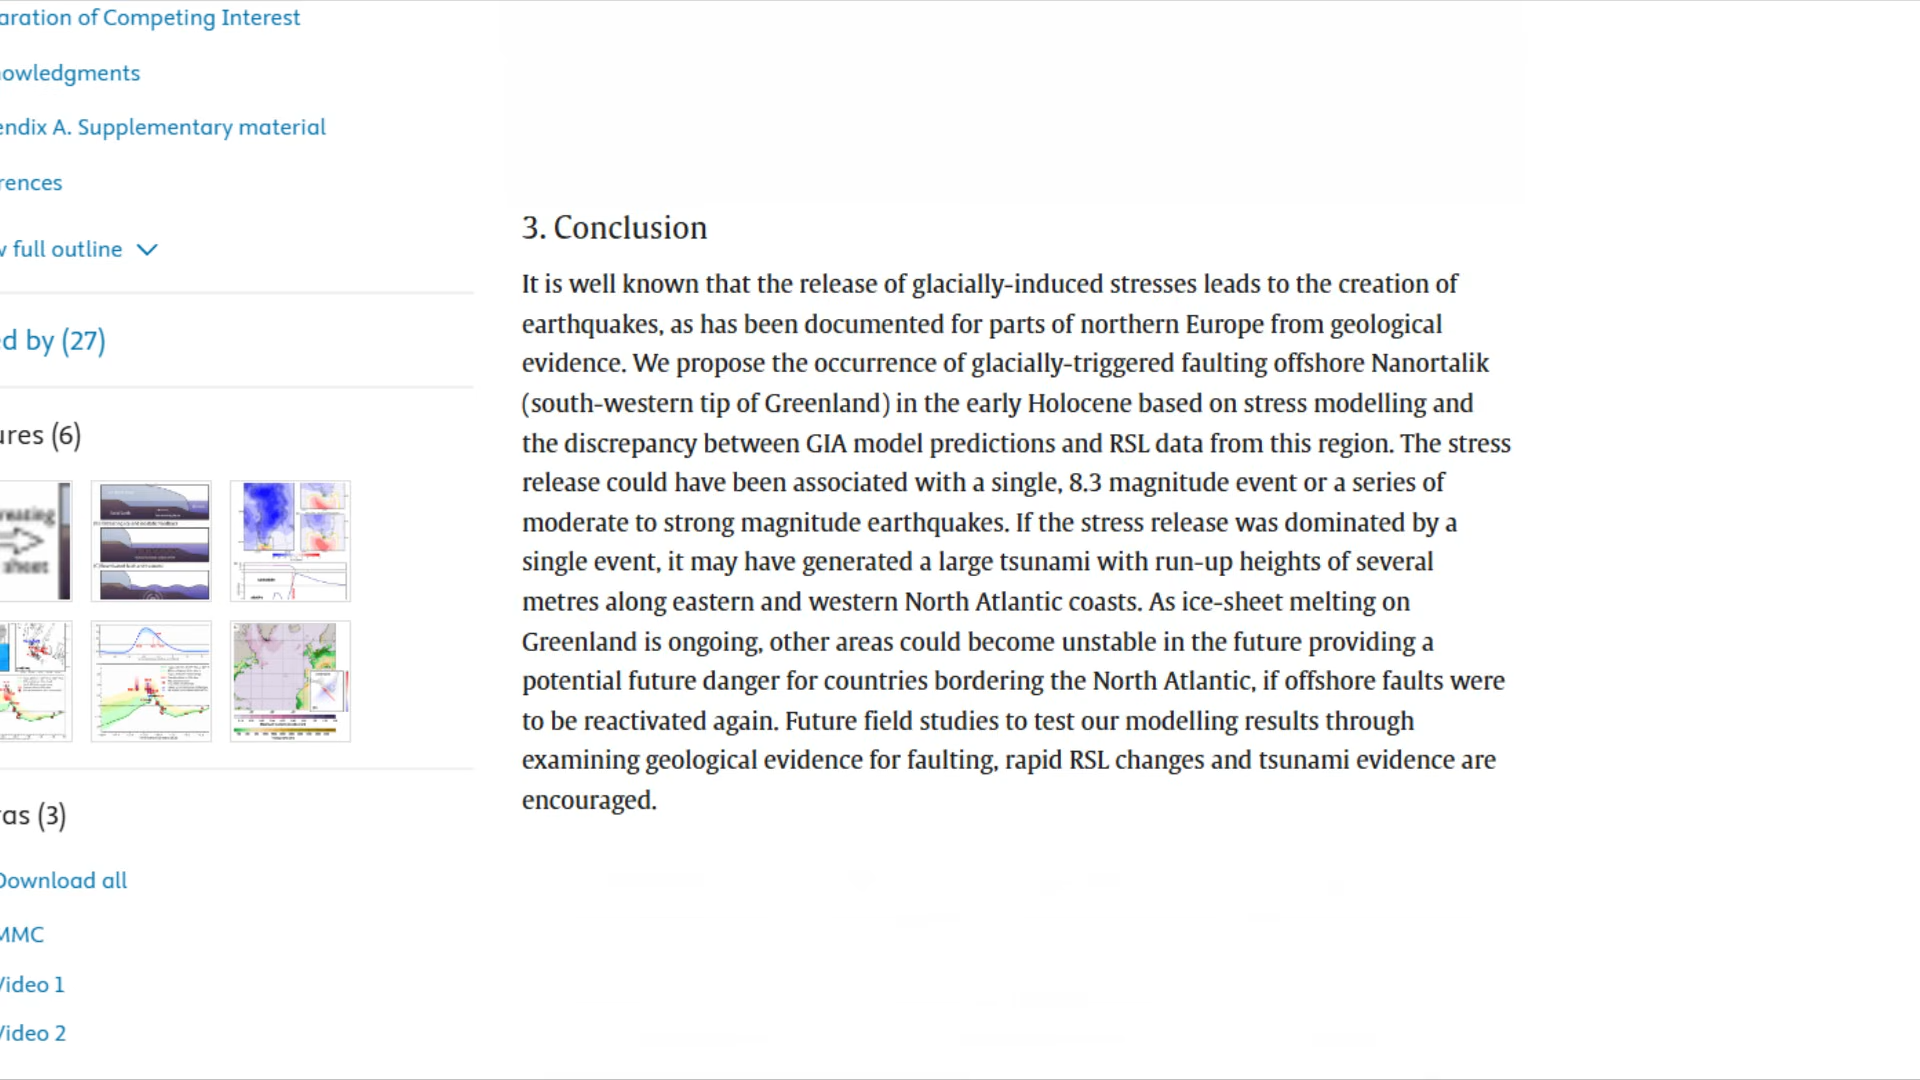 aration of Competing Interest
nowledgments
endix A. Supplementary material
rences
w full outline
ed by (27)
ures (6)
reating
sheet
ras (3)
Download all
MMC
Video 1
Video 2
3. Conclusion
It is well known that the release of glacially-induced stresses leads to the creation of
earthquakes, as has been documented for parts of northern Europe from geological
evidence. We propose the occurrence of glacially-triggered faulting offshore Nanortalik
(south-western tip of Greenland) in the early Holocene based on stress modelling and
the discrepancy between GIA model predictions and RSL data from this region. The stress
release could have been associated with a single, 8.3 magnitude event or a series of
moderate to strong magnitude earthquakes. If the stress release was dominated by a
single event, it may have generated a large tsunami with run-up heights of several
metres along eastern and western North Atlantic coasts. As ice-sheet melting on
Greenland is ongoing, other areas could become unstable in the future providing a
potential future danger for countries bordering the North Atlantic, if offshore faults were
to be reactivated again. Future field studies to test our modelling results through
examining geological evidence for faulting, rapid RSL changes and tsunami evidence are
encouraged.